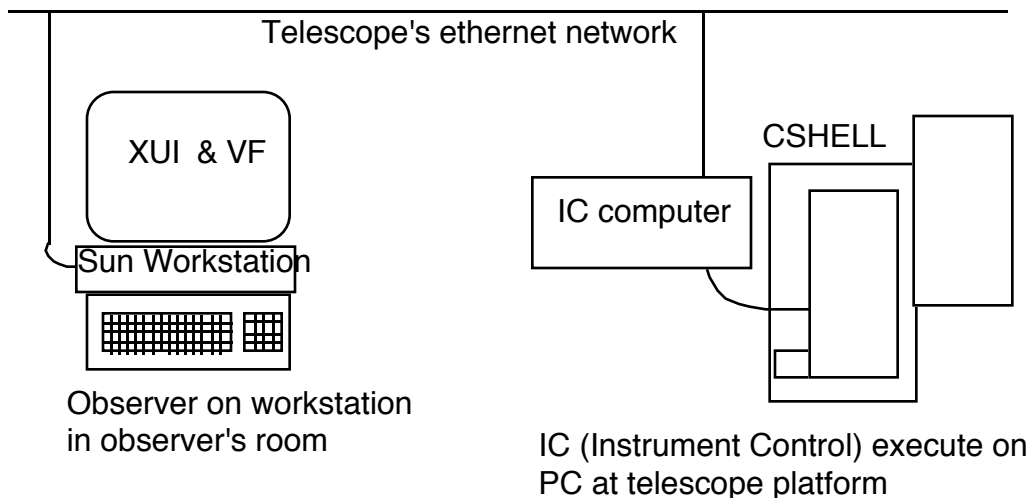 Telescope's ethernet network
XUI & VF
Sun Workstation
Observer on workstation
in observer's room
CSHELL
IC computer
IC (Instrument Control) execute on
PC at telescope platform